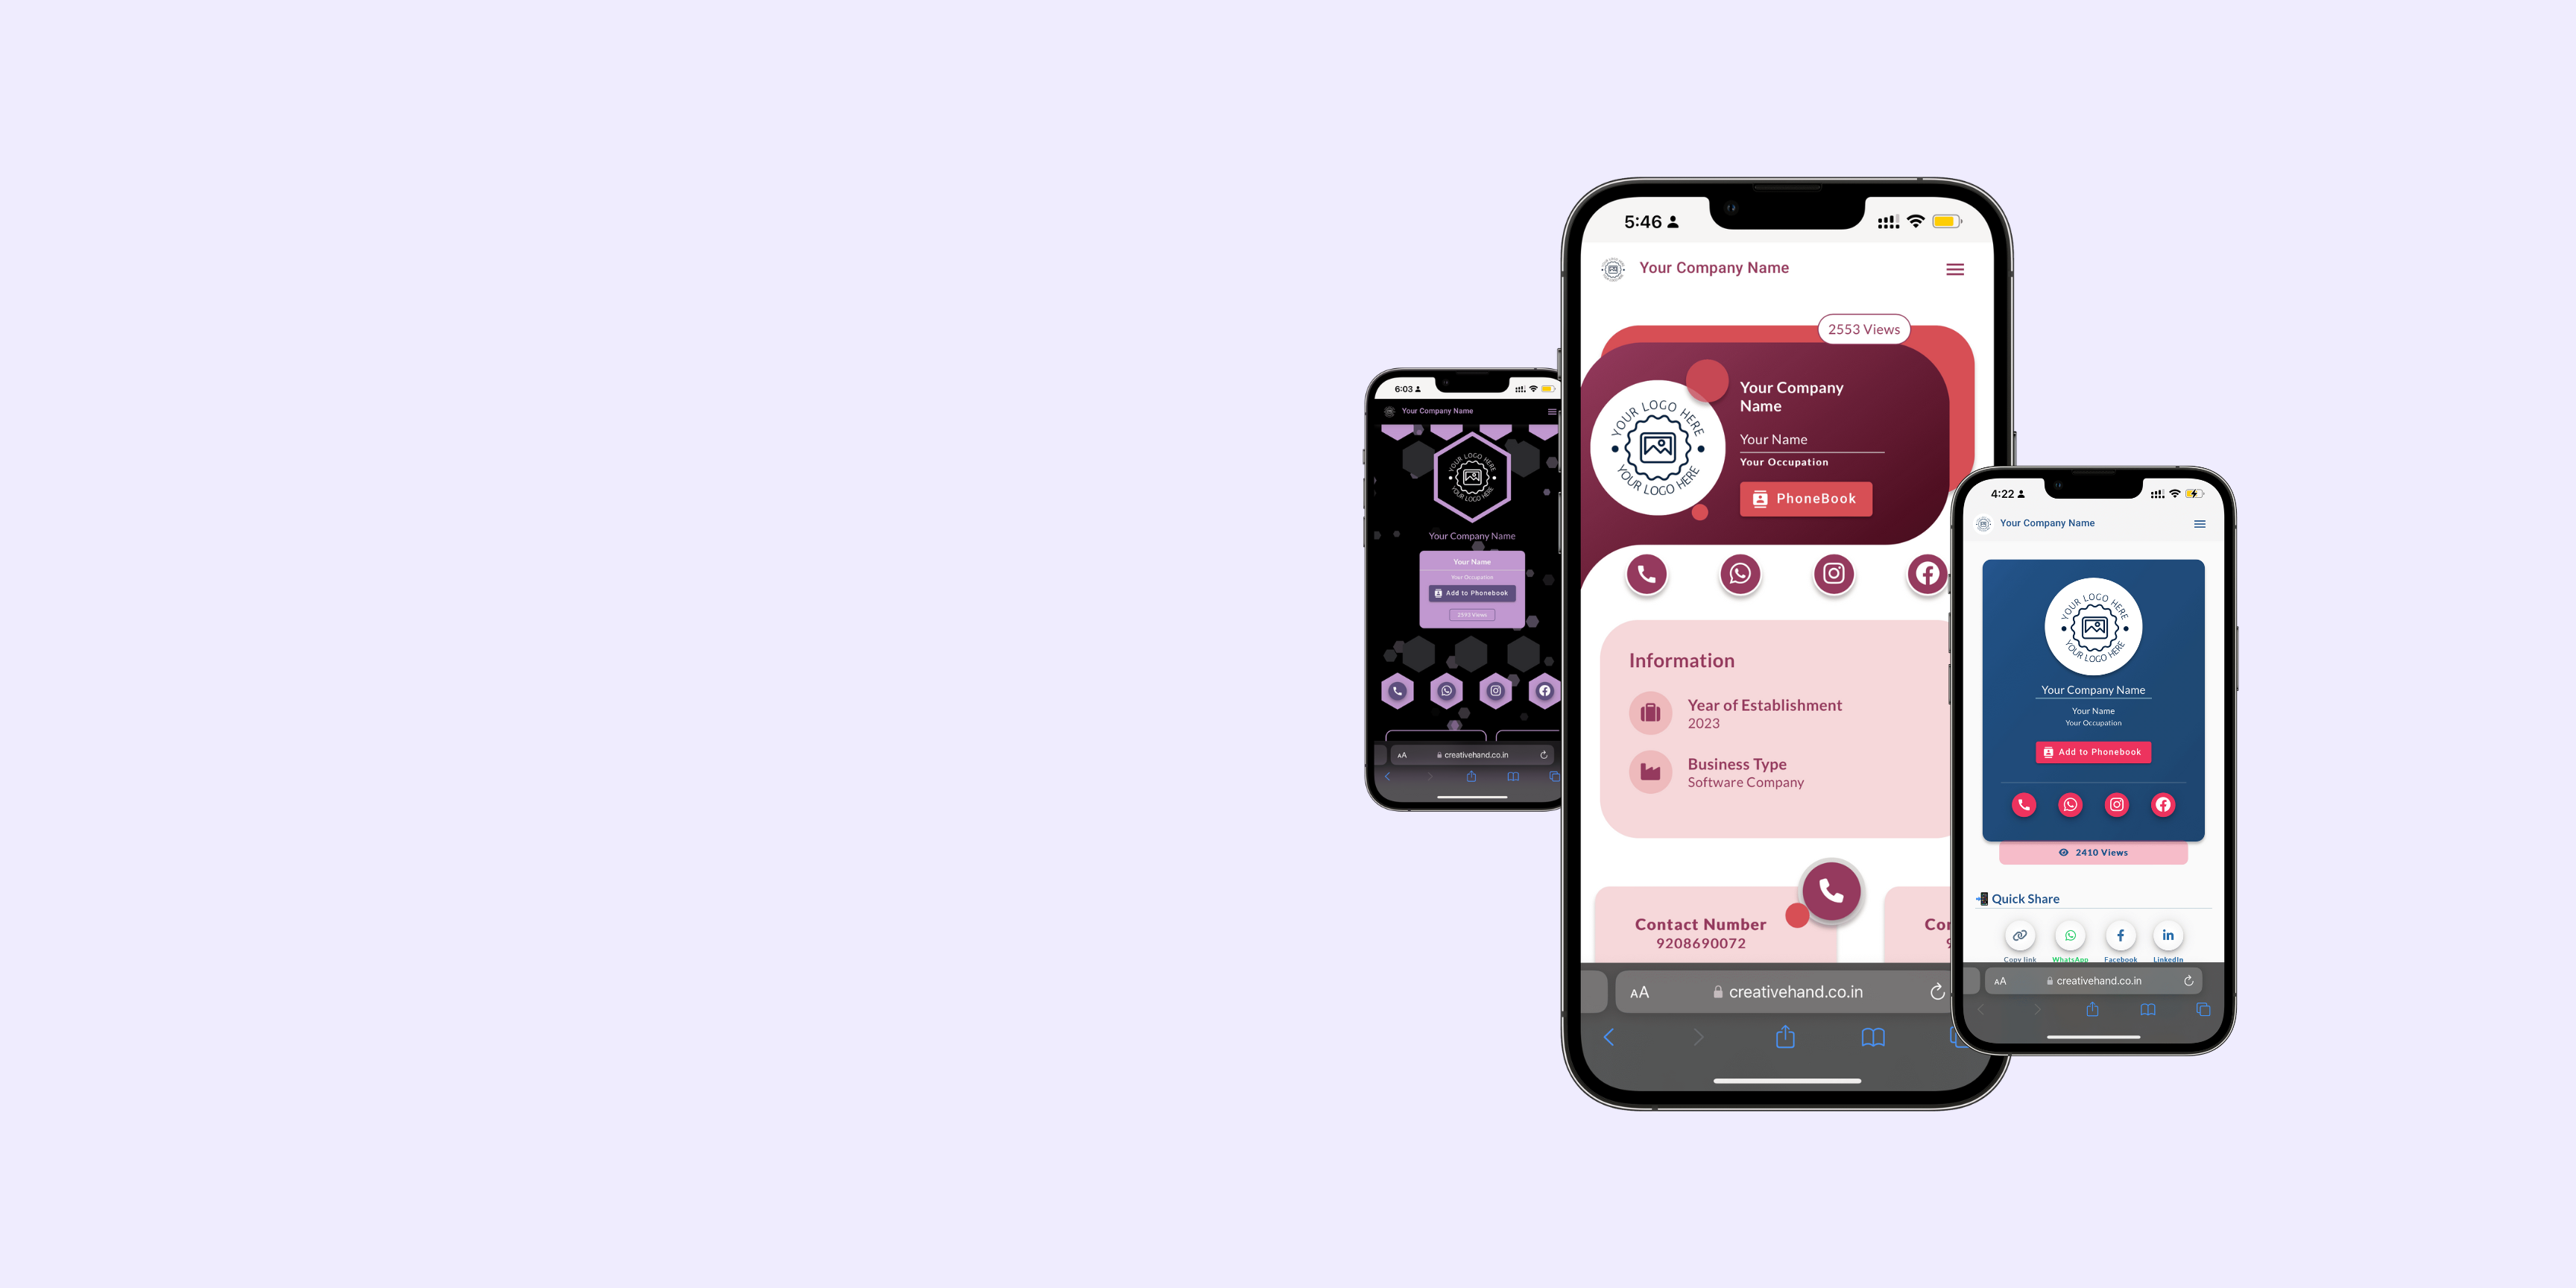 6:03
Your Company Name
YOUR LOGO HERE
YOUR LOGO HERE
Your Company Name
Your Name
Your Occupation
Add to Phonebook
2593 Views
AA
creativehand.co.in
5:46
Your Company Name
2553 Views
YOUR LOGO HERE
YOUR LOGO HERE
Your Company
Name
Your Name
Your Occupation
PhoneBook
Information
Year of Establishment
2023
Business Type
Software Company
Contact Number
9208690072
Co
9
AA
creativehand.co.in
4:22
Your Company Name
YOUR LOGO HERE
YOUR LOGO HERE
Your Company Name
Your Name
Your Occupation
Add to Phonebook
2410 Views
Quick Share
Copy link WhatsApp Facebook LinkedIn
AA
creativehand.co.in